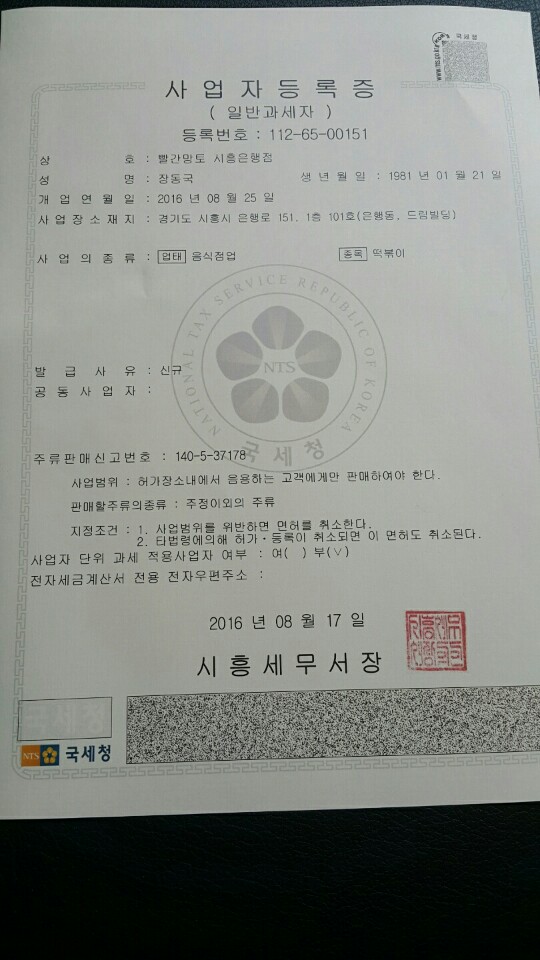 국세청
사업자등록증
( 일반과세자 )
등록번호 : 112-65-00151
상 호 : 빨간망토 시흥은행점
성 명 : 장동국 생년월일 : 1981 년 01 월 21 일
개업연월일 : 2016 년 08 월 25 일
사업장소재지 : 경기도 시흥시 은행로 151, 1층 101호(은행동, 드림빌딩)
사업의종류 : 업태 음식점업 종목 떡볶이
NATIONAL TAX SERVICE REPUBLIC OF KOREA
NTS
국세청
발급사유 : 신규
공동사업자 :
주류판매신고번호 : 140-5-37178
사업범위 : 허가장소내에서 음용하는 고객에게만 판매하여야 한다.
판매할주류의종류 : 주정이외의 주류
지정조건 : 1. 사업범위를 위반하면 면허를 취소한다.
2. 타법령에의해 허가·등록이 취소되면 이 면허도 취소된다.
사업자 단위 과세 적용사업자 여부 : 여( ) 부(∨)
전자세금계산서 전용 전자우편주소 :
2016 년 08 월 17 일
시흥세무서장
국세청
NTS 국세청